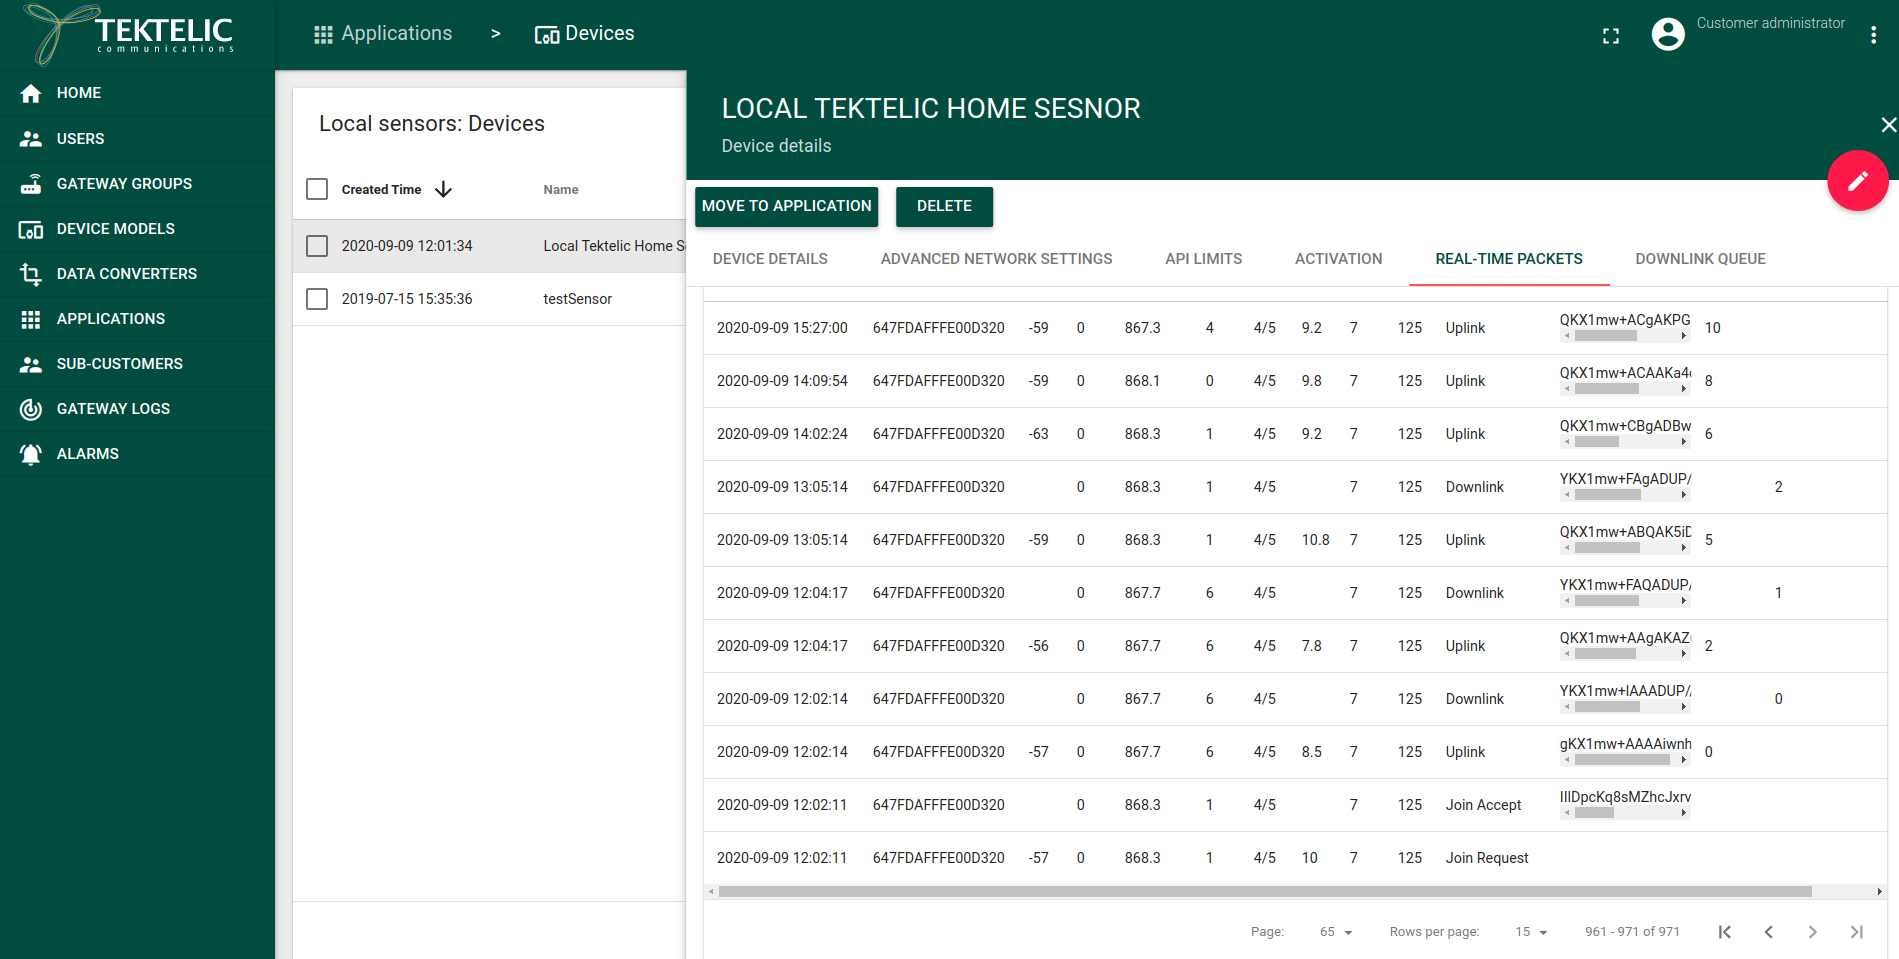 TEKTELIC
communications
Applications > Devices
Customer administrator
HOME
USERS
GATEWAY GROUPS
DEVICE MODELS
DATA CONVERTERS
APPLICATIONS
SUB-CUSTOMERS
GATEWAY LOGS
ALARMS
Local sensors: Devices
Created Time Name
2020-09-09 12:01:34 Local Tektelic Home S
2019-07-15 15:35:36 testSensor
LOCAL TEKTELIC HOME SESNOR
Device details
MOVE TO APPLICATION DELETE
DEVICE DETAILS ADVANCED NETWORK SETTINGS API LIMITS ACTIVATION REAL-TIME PACKETS DOWNLINK QUEUE
2020-09-09 15:27:00 647FDAFFFE00D320 -59 0 867.3 4 4/5 9.2 7 125 Uplink QKX1mw+ACgAKPG 10
2020-09-09 14:09:54 647FDAFFFE00D320 -59 0 868.1 0 4/5 9.8 7 125 Uplink QKX1mw+ACAAKa4 8
2020-09-09 14:02:24 647FDAFFFE00D320 -63 0 868.3 1 4/5 9.2 7 125 Uplink QKX1mw+CBgADBw 6
2020-09-09 13:05:14 647FDAFFFE00D320 0 868.3 1 4/5 7 125 Downlink YKX1mw+FAgADUP/ 2
2020-09-09 13:05:14 647FDAFFFE00D320 -59 0 868.3 1 4/5 10.8 7 125 Uplink QKX1mw+ABQAK5iD 5
2020-09-09 12:04:17 647FDAFFFE00D320 0 867.7 6 4/5 7 125 Downlink YKX1mw+FAQADUP/ 1
2020-09-09 12:04:17 647FDAFFFE00D320 -56 0 867.7 6 4/5 7.8 7 125 Uplink QKX1mw+AAgAKAZ 2
2020-09-09 12:02:14 647FDAFFFE00D320 0 867.7 6 4/5 7 125 Downlink YKX1mw+IAAADUP/ 0
2020-09-09 12:02:14 647FDAFFFE00D320 -57 0 867.7 6 4/5 8.5 7 125 Uplink gKX1mw+AAAAiwnh 0
2020-09-09 12:02:11 647FDAFFFE00D320 0 868.3 1 4/5 7 125 Join Accept IIIDpcKq8sMZhcJxrv
2020-09-09 12:02:11 647FDAFFFE00D320 -57 0 868.3 1 4/5 10 7 125 Join Request
Page: 65 Rows per page: 15 961 - 971 of 971